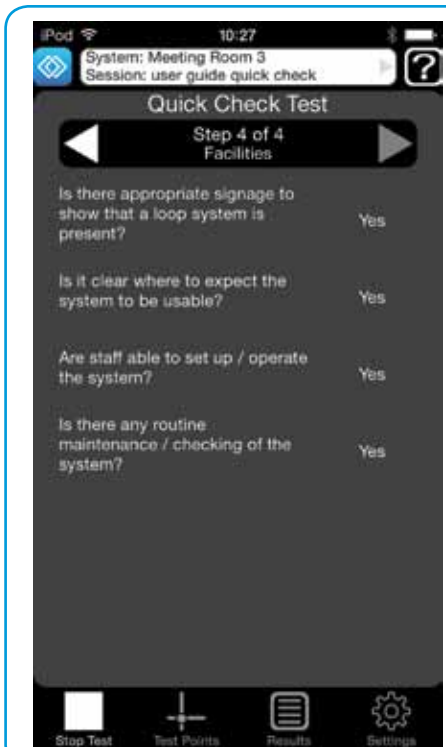 iPod 10:27
System: Meeting Room 3
Session: user guide quick check
?
Quick Check Test
Step 4 of 4
Facilities
Is there appropriate signage to
show that a loop system is
present?
Yes
Is it clear where to expect the
system to be usable?
Yes
Are staff able to set up / operate
the system?
Yes
Is there any routine
maintenance / checking of the
system?
Yes
Stop Test Test Points Results Settings